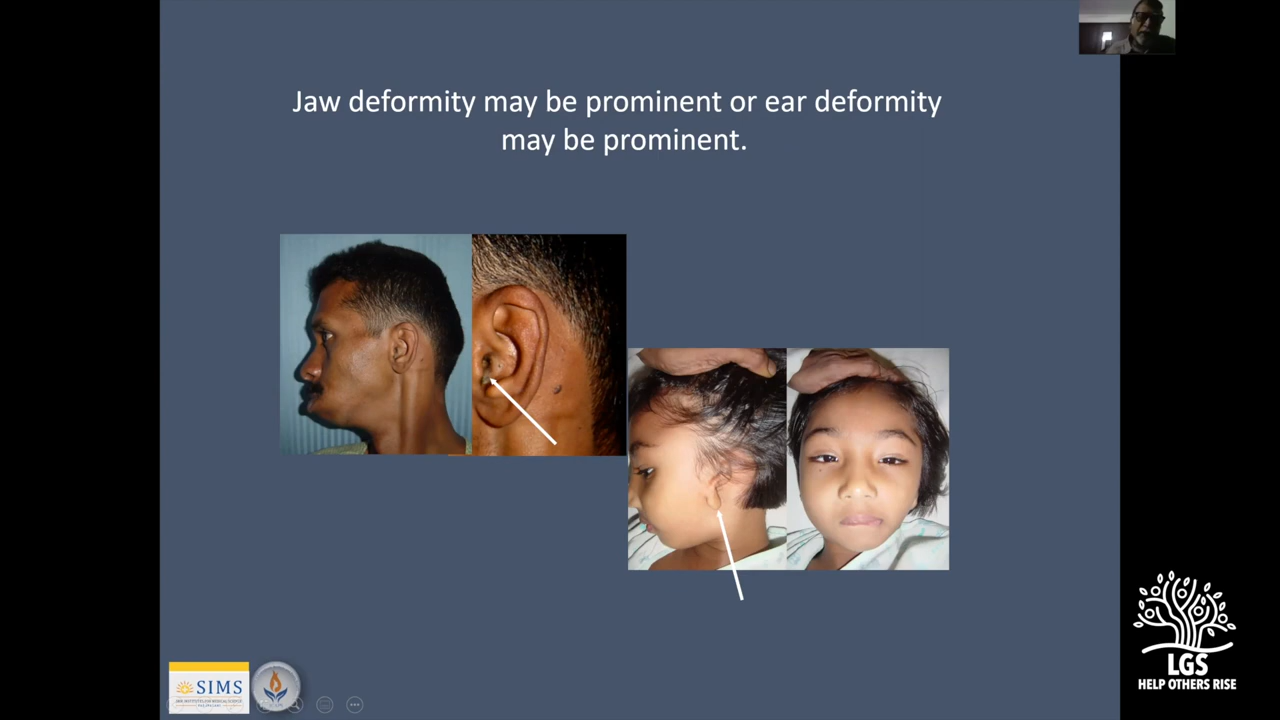 Jaw deformity may be prominent or ear deformity
may be prominent.
SIMS
LGS
HELP OTHERS RISE